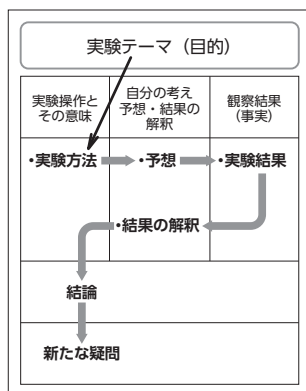 実験テーマ（目的）
実験操作と
その意味
自分の考え
予想・結果の
解釈
観察結果
（事実）
・実験方法
・予想
・実験結果
・結果の解釈
結論
新たな疑問